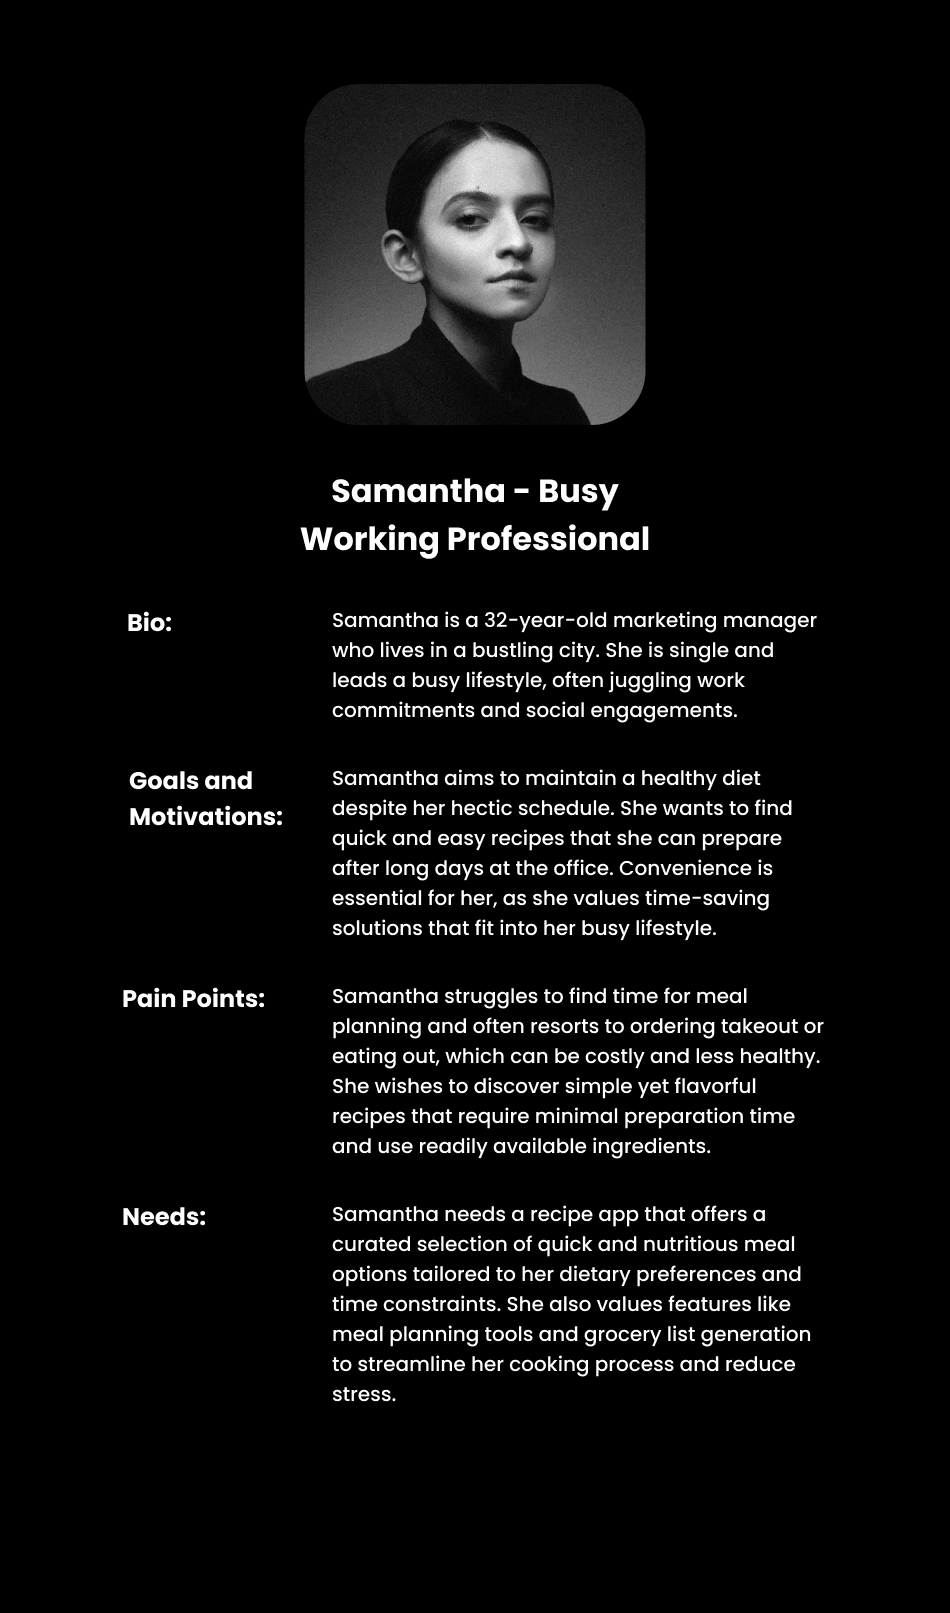 Samantha - Busy
Working Professional
Bio:
Samantha is a 32-year-old marketing manager
who lives in a bustling city. She is single and
leads a busy lifestyle, often juggling work
commitments and social engagements.
Goals and
Motivations:
Samantha aims to maintain a healthy diet
despite her hectic schedule. She wants to find
quick and easy recipes that she can prepare
after long days at the office. Convenience is
essential for her, as she values time-saving
solutions that fit into her busy lifestyle.
Pain Points:
Samantha struggles to find time for meal
planning and often resorts to ordering takeout or
eating out, which can be costly and less healthy.
She wishes to discover simple yet flavorful
recipes that require minimal preparation time
and use readily available ingredients.
Needs:
Samantha needs a recipe app that offers a
curated selection of quick and nutritious meal
options tailored to her dietary preferences and
time constraints. She also values features like
meal planning tools and grocery list generation
to streamline her cooking process and reduce
stress.